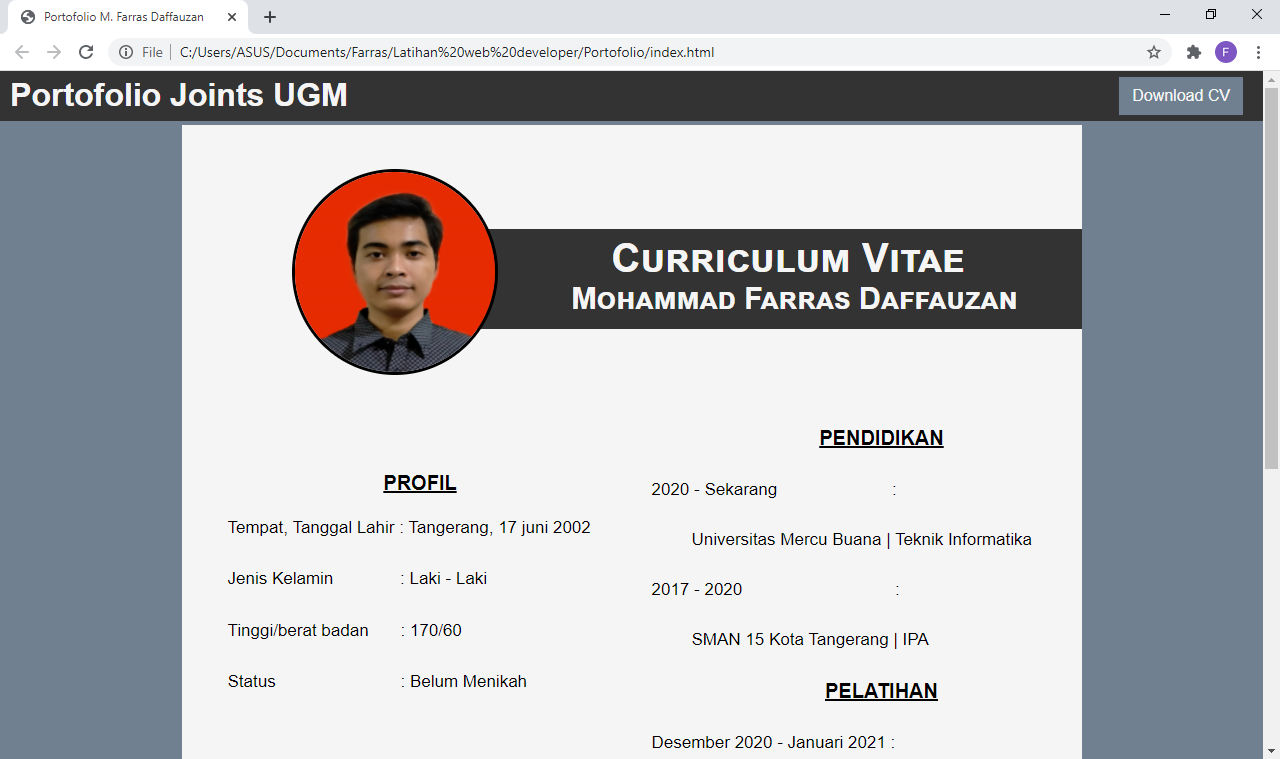 Portofolio M. Farras Daffauzan
File | C:/Users/ASUS/Documents/Farras/Latihan%20web%20developer/Portofolio/index.html
F
Portofolio Joints UGM
Download CV
Curriculum Vitae
Mohammad Farras Daffauzan
PROFIL
Tempat, Tanggal Lahir : Tangerang, 17 juni 2002
Jenis Kelamin : Laki - Laki
Tinggi/berat badan : 170/60
Status : Belum Menikah
PENDIDIKAN
2020 - Sekarang :
Universitas Mercu Buana | Teknik Informatika
2017 - 2020 :
SMAN 15 Kota Tangerang | IPA
PELATIHAN
Desember 2020 - Januari 2021 :